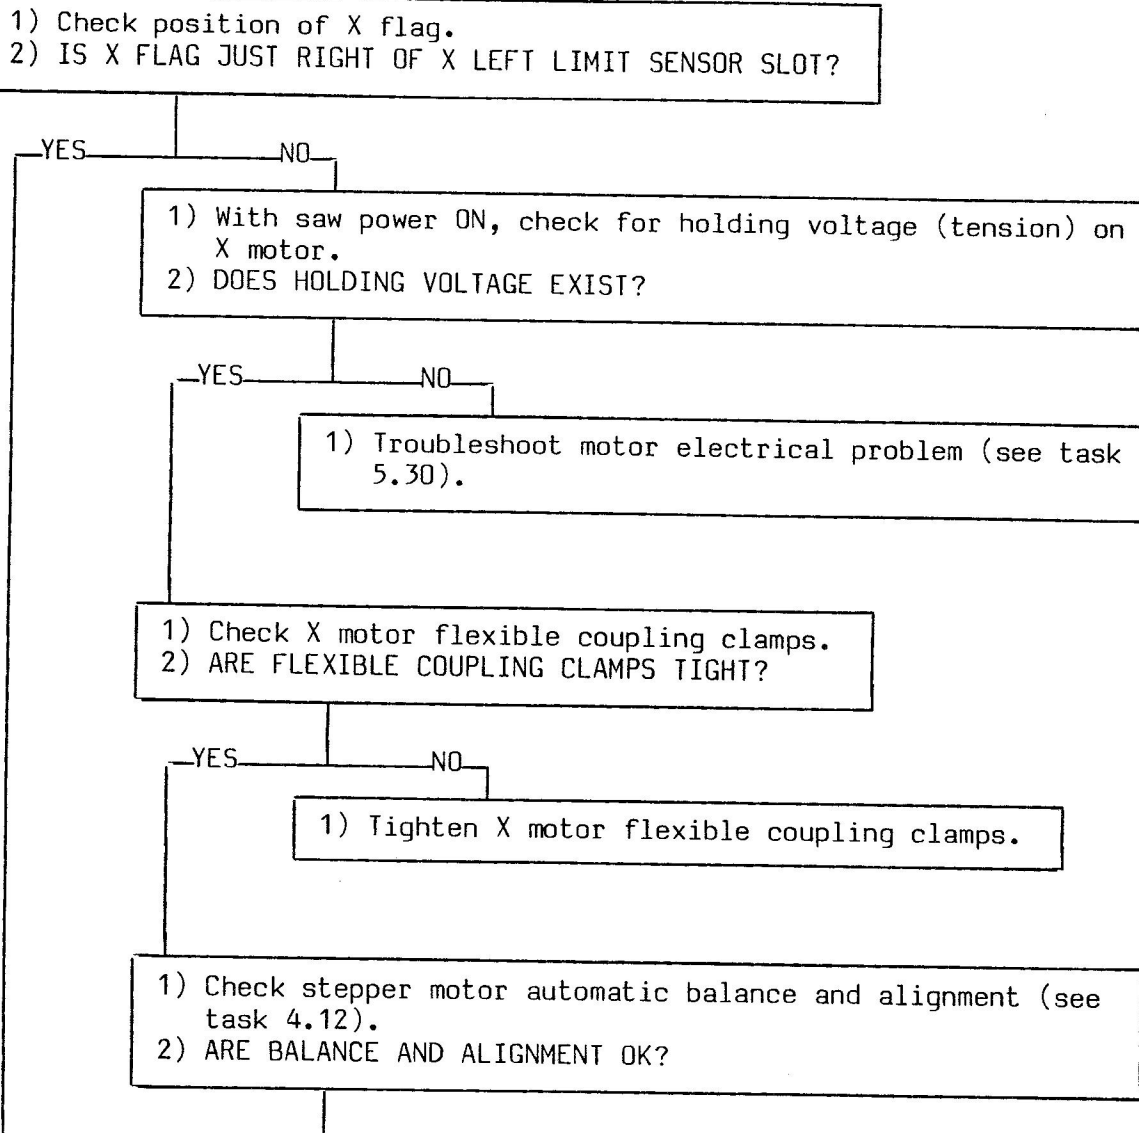 1) Check position of X flag.
2) IS X FLAG JUST RIGHT OF X LEFT LIMIT SENSOR SLOT?
YES NO
1) With saw power ON, check for holding voltage (tension) on
X motor.
2) DOES HOLDING VOLTAGE EXIST?
YES NO
1) Troubleshoot motor electrical problem (see task
5.30).
1) Check X motor flexible coupling clamps.
2) ARE FLEXIBLE COUPLING CLAMPS TIGHT?
YES NO
1) Tighten X motor flexible coupling clamps.
1) Check stepper motor automatic balance and alignment (see
task 4.12).
2) ARE BALANCE AND ALIGNMENT OK?